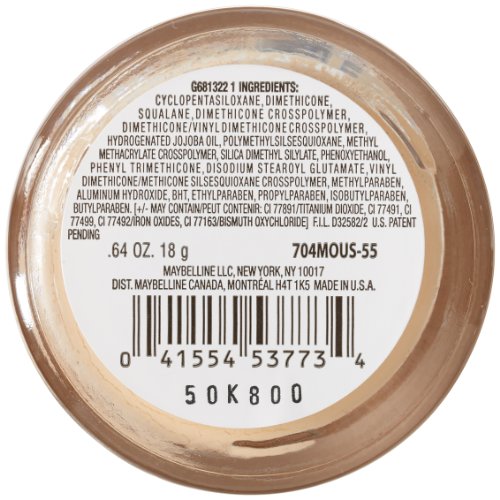 G681322 1 INGREDIENTS:
CYCLOPENTASILOXANE, DIMETHICONE,
SQUALANE, DIMETHICONE CROSSPOLYMER,
DIMETHICONE/VINYL DIMETHICONE CROSSPOLYMER,
HYDROGENATED JOJOBA OIL, POLYMETHYLSILSESQUIOXANE, METHYL
METHACRYLATE CROSSPOLYMER, SILICA DIMETHYL SILYLATE, PHENOXYETHANOL,
PHENYL TRIMETHICONE, DISODIUM STEAROYL GLUTAMATE, VINYL
DIMETHICONE/METHICONE SILSESQUIOXANE CROSSPOLYMER, METHYLPARABEN,
ALUMINUM HYDROXIDE, BHT, ETHYLPARABEN, PROPYLPARABEN, ISOBUTYLPARABEN,
BUTYLPARABEN. [+/- MAY CONTAIN/PEUT CONTENIR: CI 77891/TITANIUM DIOXIDE, CI 77491, CI
77499, CI 77492/IRON OXIDES, CI 77163/BISMUTH OXYCHLORIDE] F.I.L. D32582/2 U.S. PATENT
PENDING
.64 OZ. 18 g 704MOUS-55
MAYBELLINE LLC, NEW YORK, NY 10017
DIST. MAYBELLINE CANADA, MONTRÉAL H4T 1K5 MADE IN U.S.A.
0 41554 53773 4
50K800